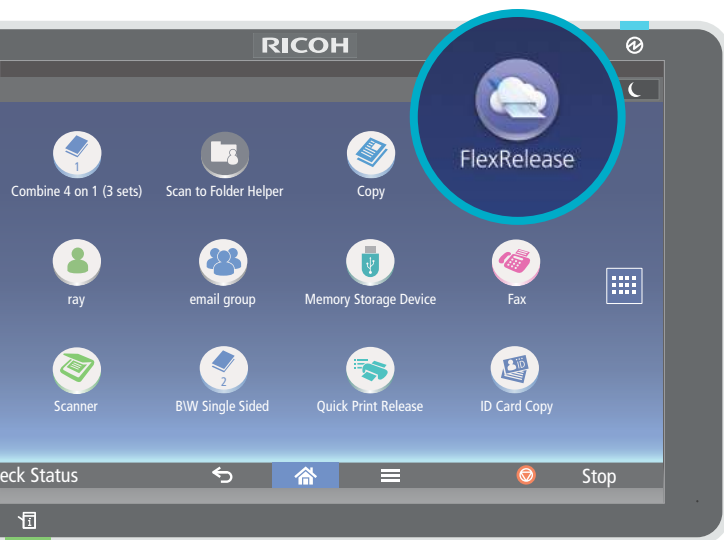 RICOH
FlexRelease
1
Combine 4 on 1 (3 sets)
Scan to Folder Helper
Copy
ray
email group
Memory Storage Device
Fax
Scanner
2
B\W Single Sided
Quick Print Release
ID
ID Card Copy
eck Status
Stop